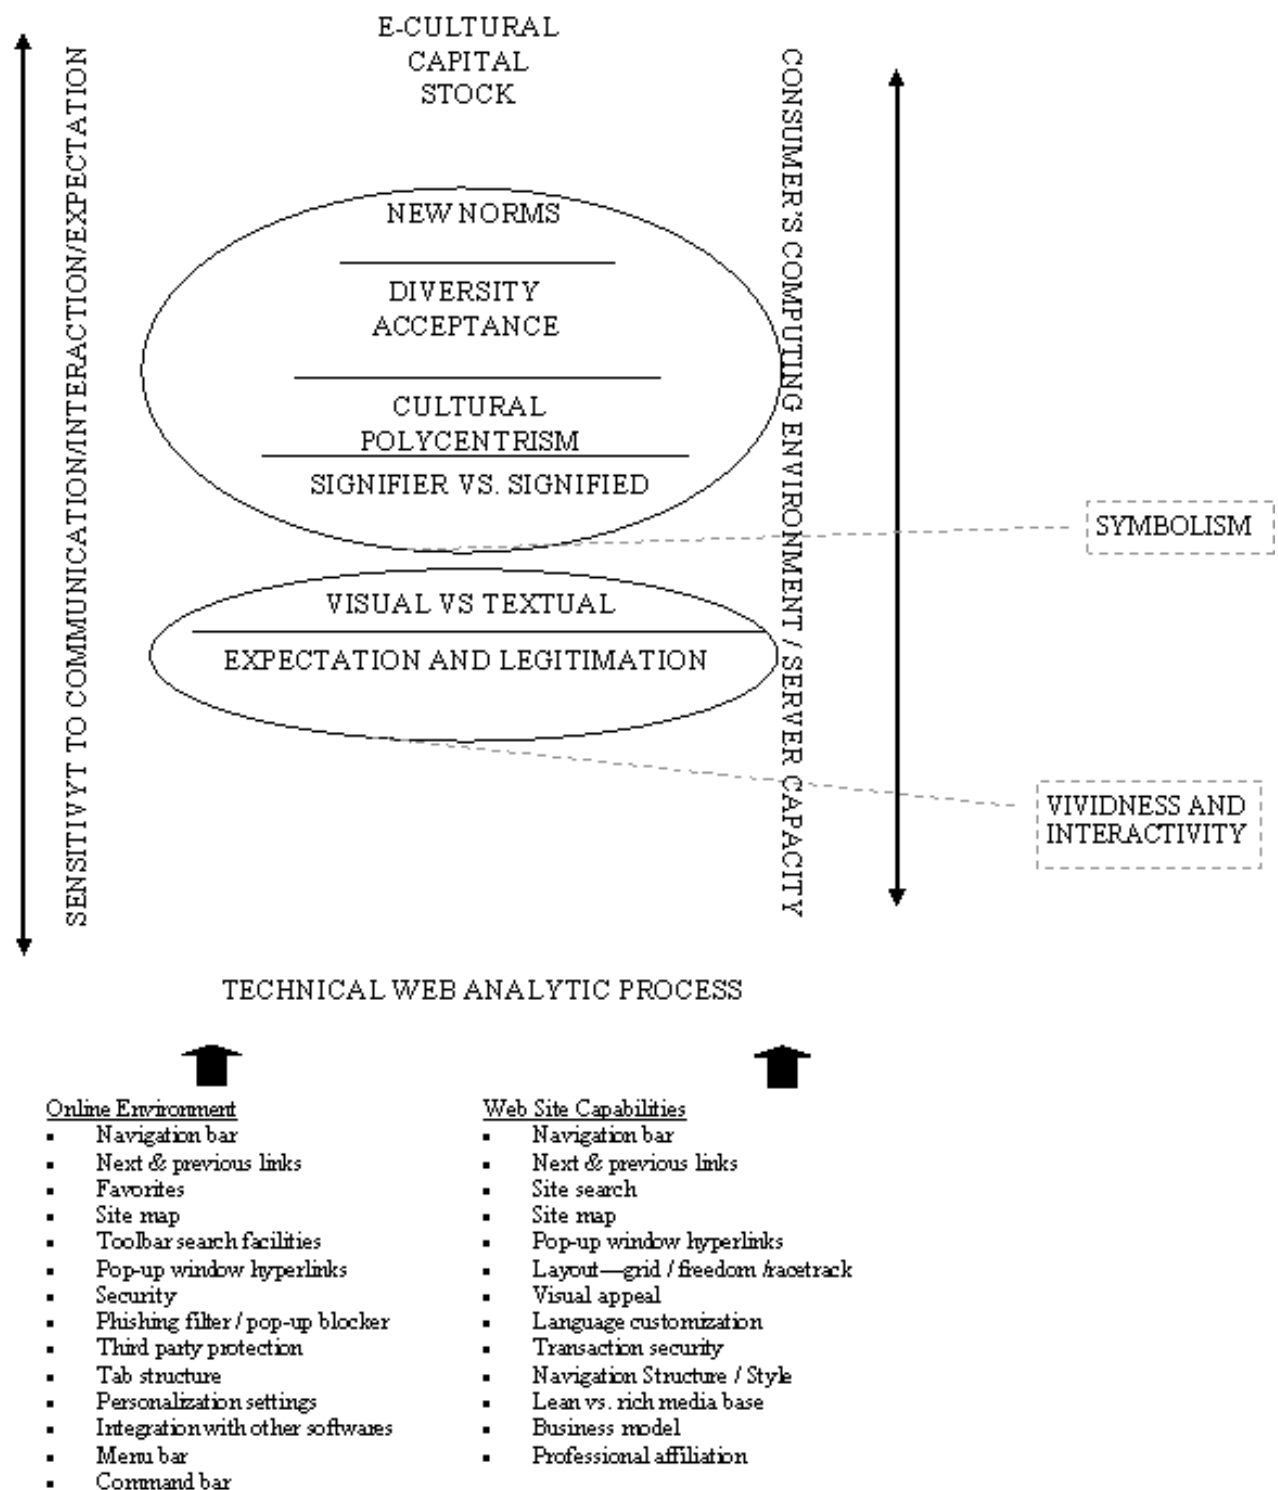 E-CULTURAL
CAPITAL
STOCK
SENSITIVYT TO COMMUNICATION/INTERACTION/EXPECTATION
CONSUMER'S COMPUTING ENVIRONMENT / SERVER CAPACITY
NEW NORMS
DIVERSITY
ACCEPTANCE
CULTURAL
POLYCENTRISM
SIGNIFIER VS. SIGNIFIED
SYMBOLISM
VISUAL VS TEXTUAL
EXPECTATION AND LEGITIMATION
VIVIDNESS AND
INTERACTIVITY
TECHNICAL WEB ANALYTIC PROCESS
Online Environment
▪ Navigation bar
▪ Next & previous links
▪ Favorites
▪ Site map
▪ Toolbar search facilities
▪ Pop-up window hyperlinks
▪ Security
▪ Phishing filter / pop-up blocker
▪ Third party protection
▪ Tab structure
▪ Personalization settings
▪ Integration with other softwares
▪ Menu bar
▪ Command bar
Web Site Capabilities
▪ Navigation bar
▪ Next & previous links
▪ Site search
▪ Site map
▪ Pop-up window hyperlinks
▪ Layout—grid / freedom /racetrack
▪ Visual appeal
▪ Language customization
▪ Transaction security
▪ Navigation Structure / Style
▪ Lean vs. rich media base
▪ Business model
▪ Professional affiliation